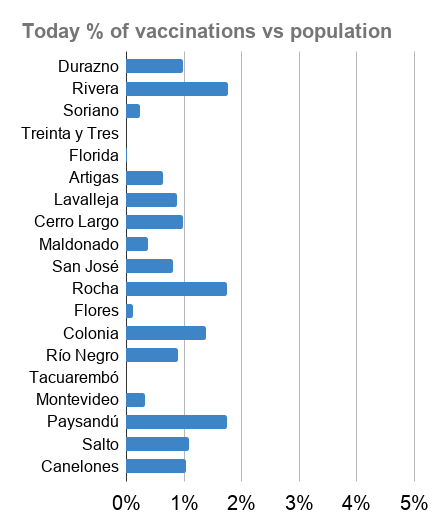 Today % of vaccinations vs population
Durazno
Rivera
Soriano
Treinta y Tres
Florida
Artigas
Lavalleja
Cerro Largo
Maldonado
San José
Rocha
Flores
Colonia
Río Negro
Tacuarembó
Montevideo
Paysandú
Salto
Canelones
0% 1% 2% 3% 4% 5%